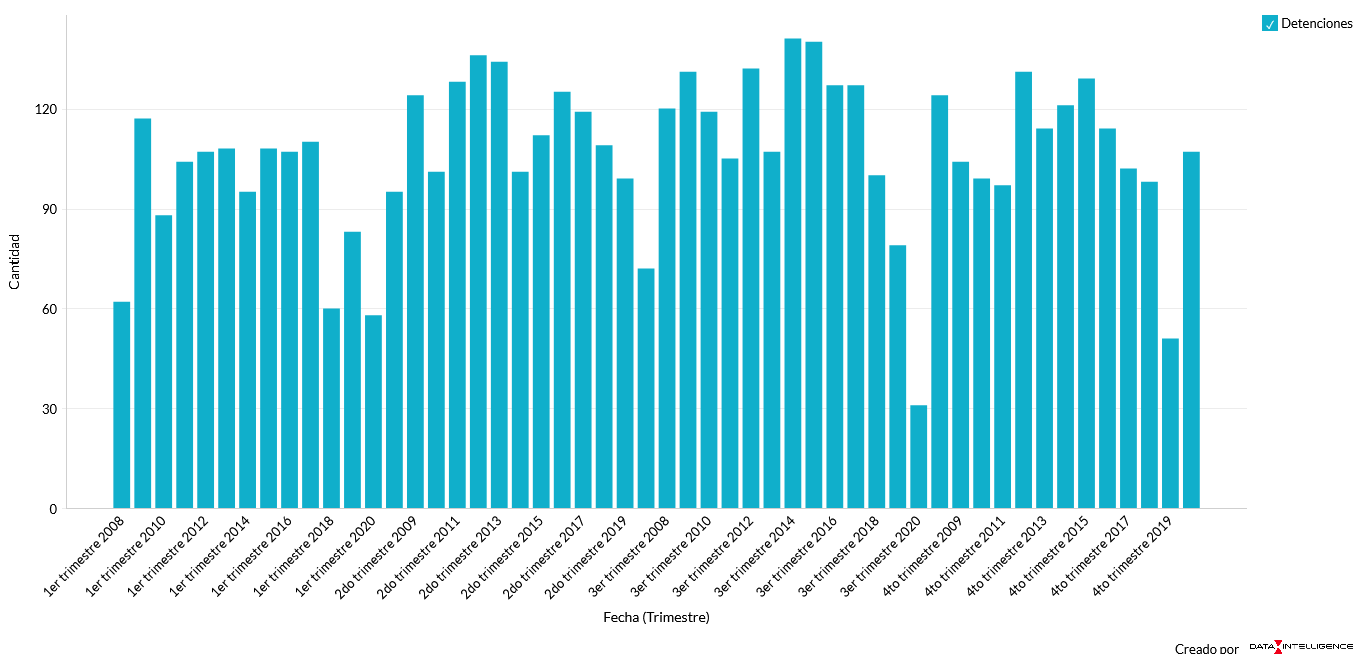 Detenciones
120
90
60
30
0
Cantidad
1er trimestre 2008
1er trimestre 2010
1er trimestre 2012
1er trimestre 2014
1er trimestre 2016
1er trimestre 2018
1er trimestre 2020
2do trimestre 2009
2do trimestre 2011
2do trimestre 2013
2do trimestre 2015
2do trimestre 2017
2do trimestre 2019
3er trimestre 2008
3er trimestre 2010
3er trimestre 2012
3er trimestre 2014
3er trimestre 2016
3er trimestre 2018
3er trimestre 2020
4to trimestre 2009
4to trimestre 2011
4to trimestre 2013
4to trimestre 2015
4to trimestre 2017
4to trimestre 2019
Fecha (Trimestre)
Creado por DATA INTELLIGENCE